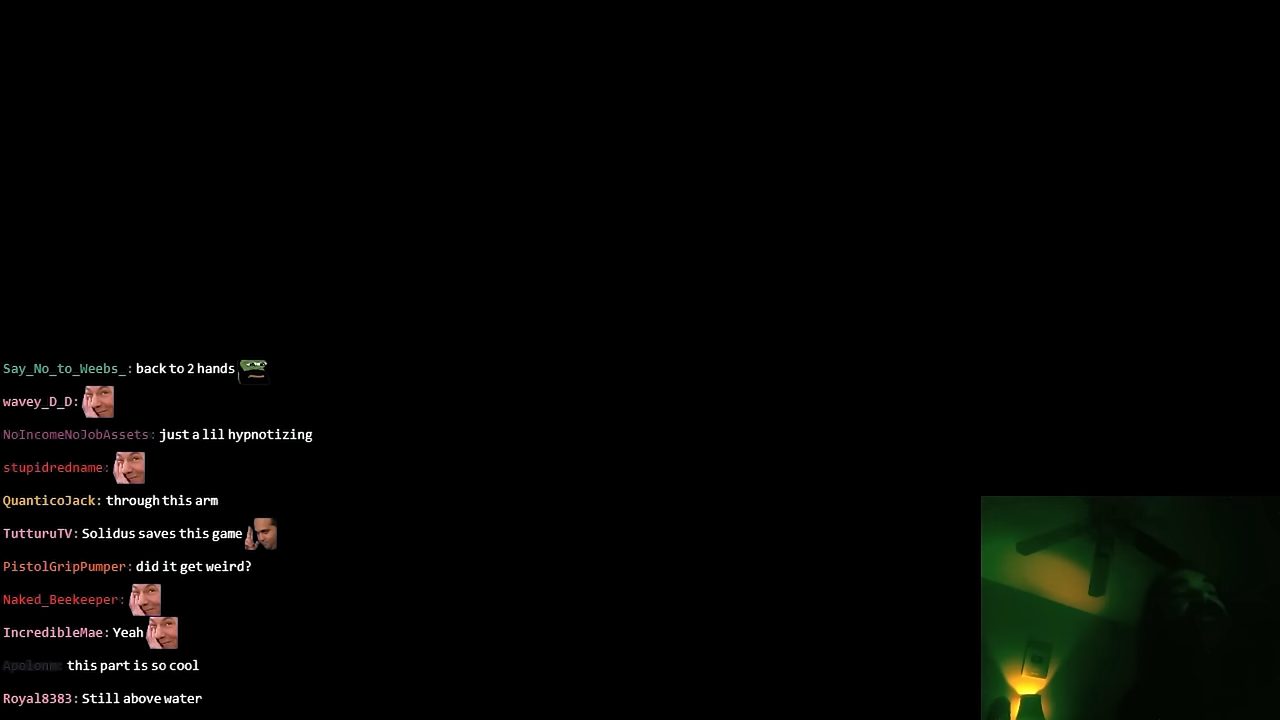 Say_No_to_Weebs_: back to 2 hands
wavey_D_D:
NoIncomeNoJobAssets: just a lil hypnotizing
stupidredname:
QuanticoJack: through this arm
TutturuTV: Solidus saves this game
PistolGripPumper: did it get weird?
Naked_Beekeeper:
IncredibleMae: Yeah
this part is so cool
Royal8383: Still above water